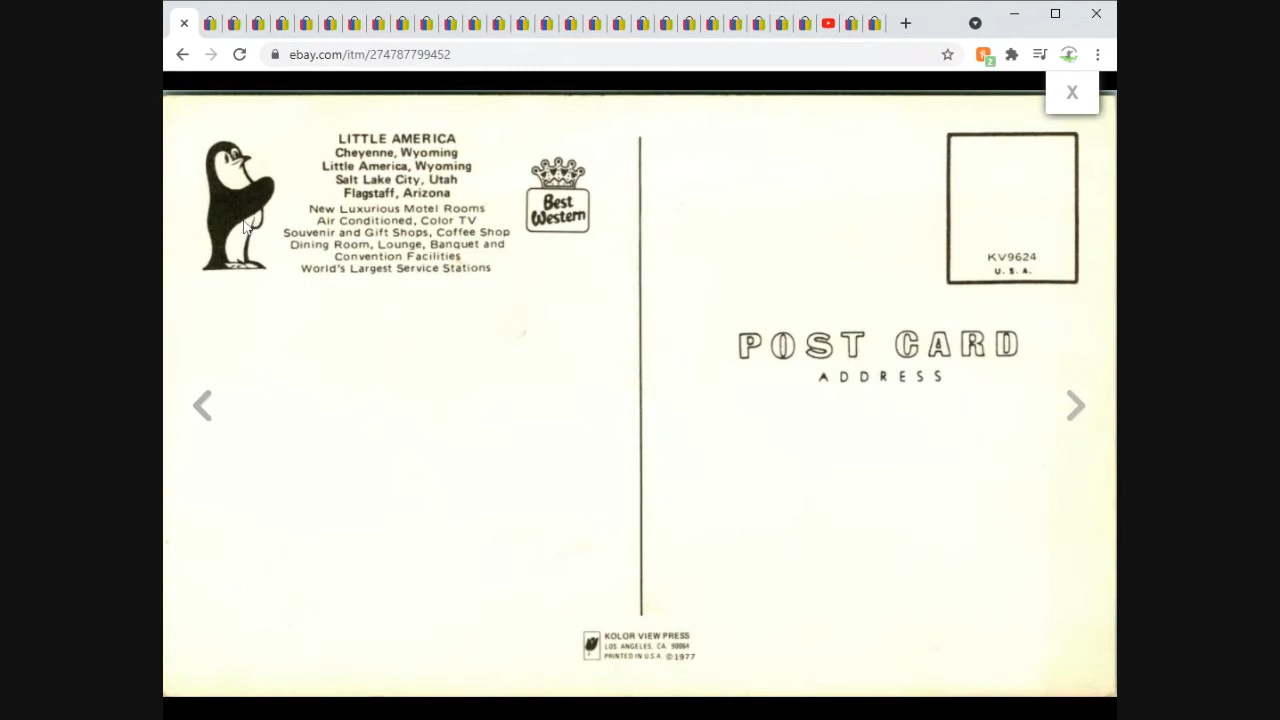 ebay.com/itm/274787799452
2
X
LITTLE AMERICA
Cheyenne, Wyoming
Little America, Wyoming
Salt Lake City, Utah
Flagstaff, Arizona
New Luxurious Motel Rooms
Air Conditioned, Color TV
Souvenir and Gift Shops, Coffee Shop
Dining Room, Lounge, Banquet and
Convention Facilities
World's Largest Service Stations
Best
Western
KV9624
U. S. A.
POST CARD
ADDRESS
KOLOR VIEW PRESS
LOS ANGELES, CA. 90064
PRINTED IN U.S.A. ©1977